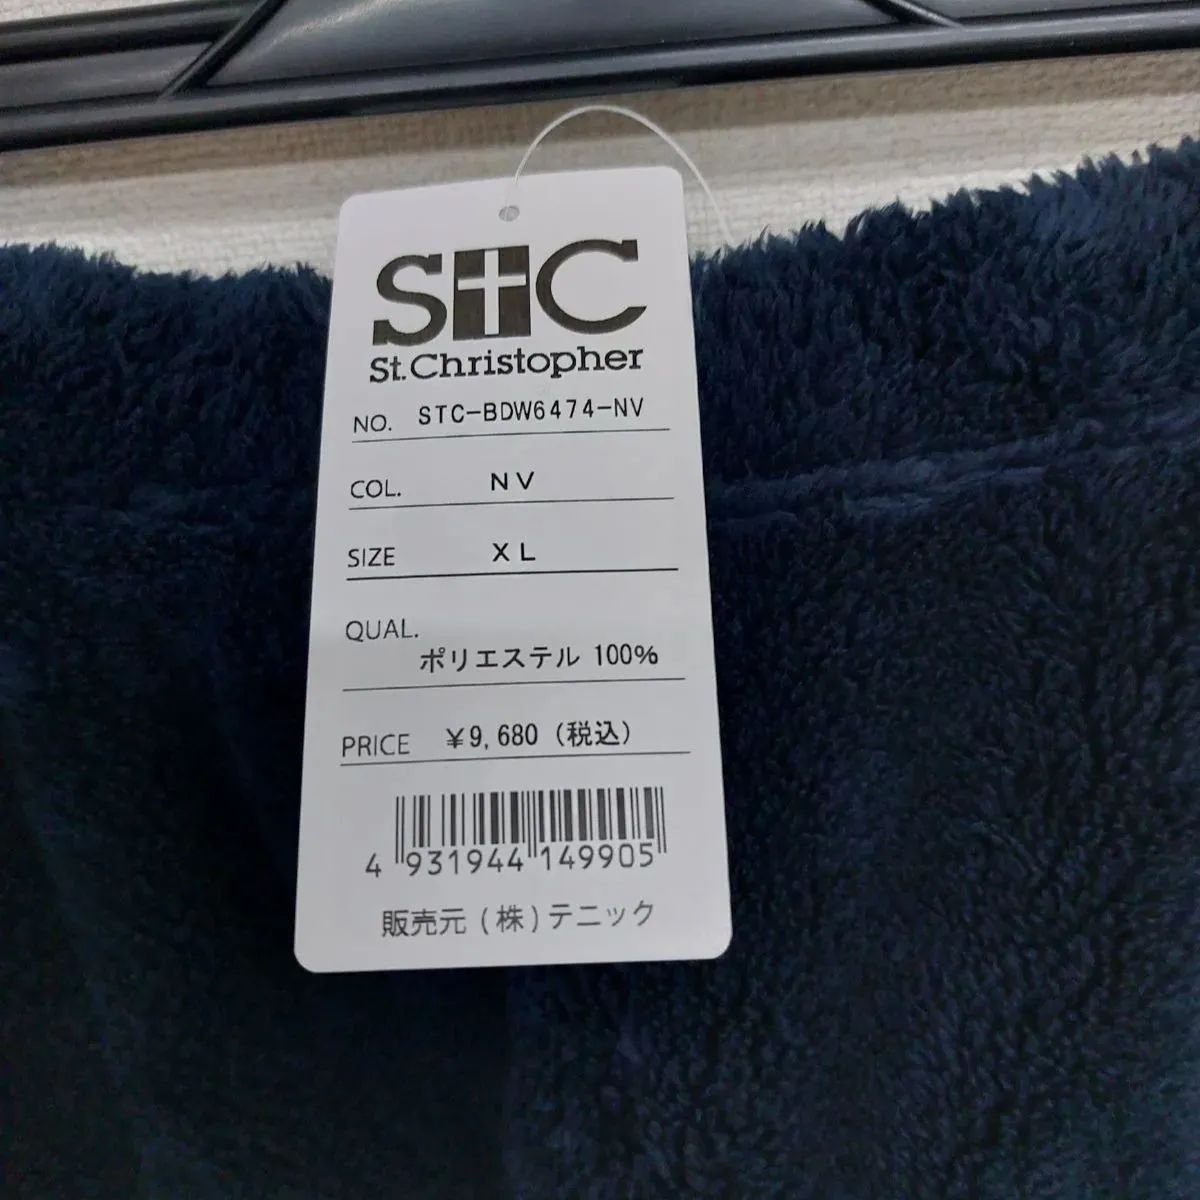 STC
St.Christopher
NO. STC-BDW6474-NV
COL. NV
SIZE XL
QUAL.
ポリエステル 100%
PRICE ¥9,680 (税込)
4 931944 149905
販売元 (株)テニック